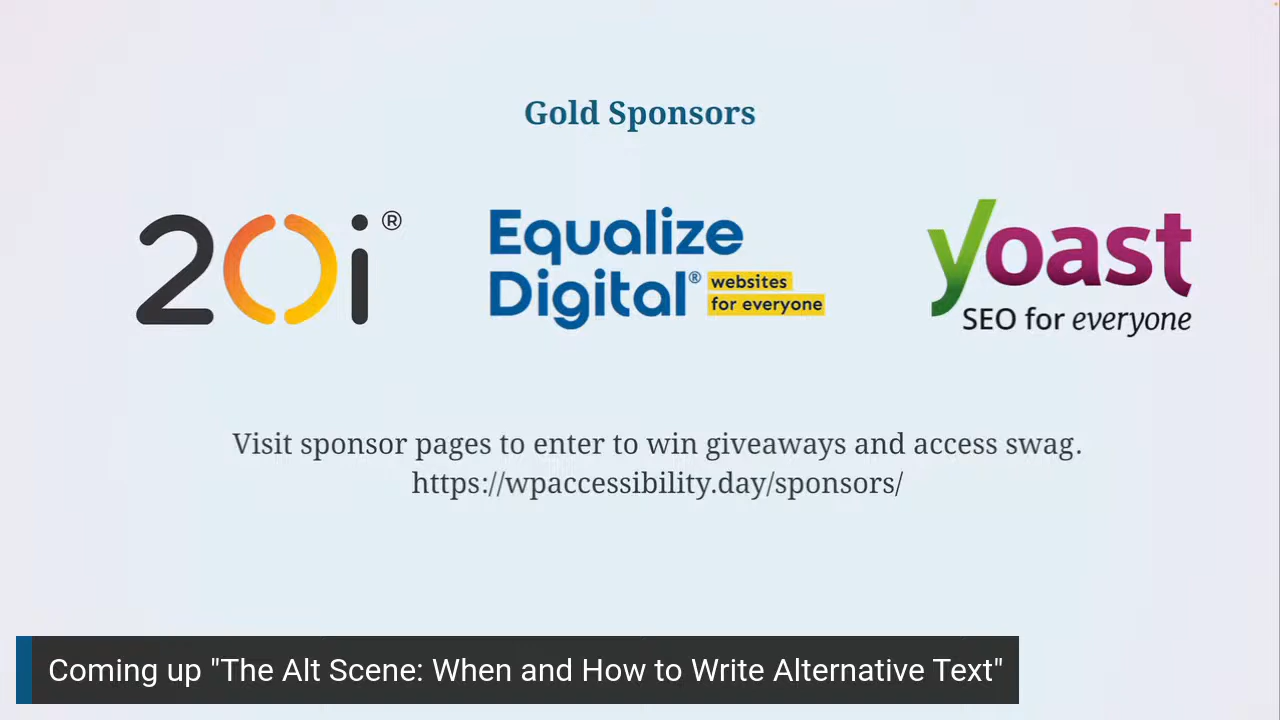 Gold Sponsors
20i®
Equalize
Digital® websites
for everyone
yoast
SEO for everyone
Visit sponsor pages to enter to win giveaways and access swag.
https://wpaccessibility.day/sponsors/
Coming up "The Alt Scene: When and How to Write Alternative Text"